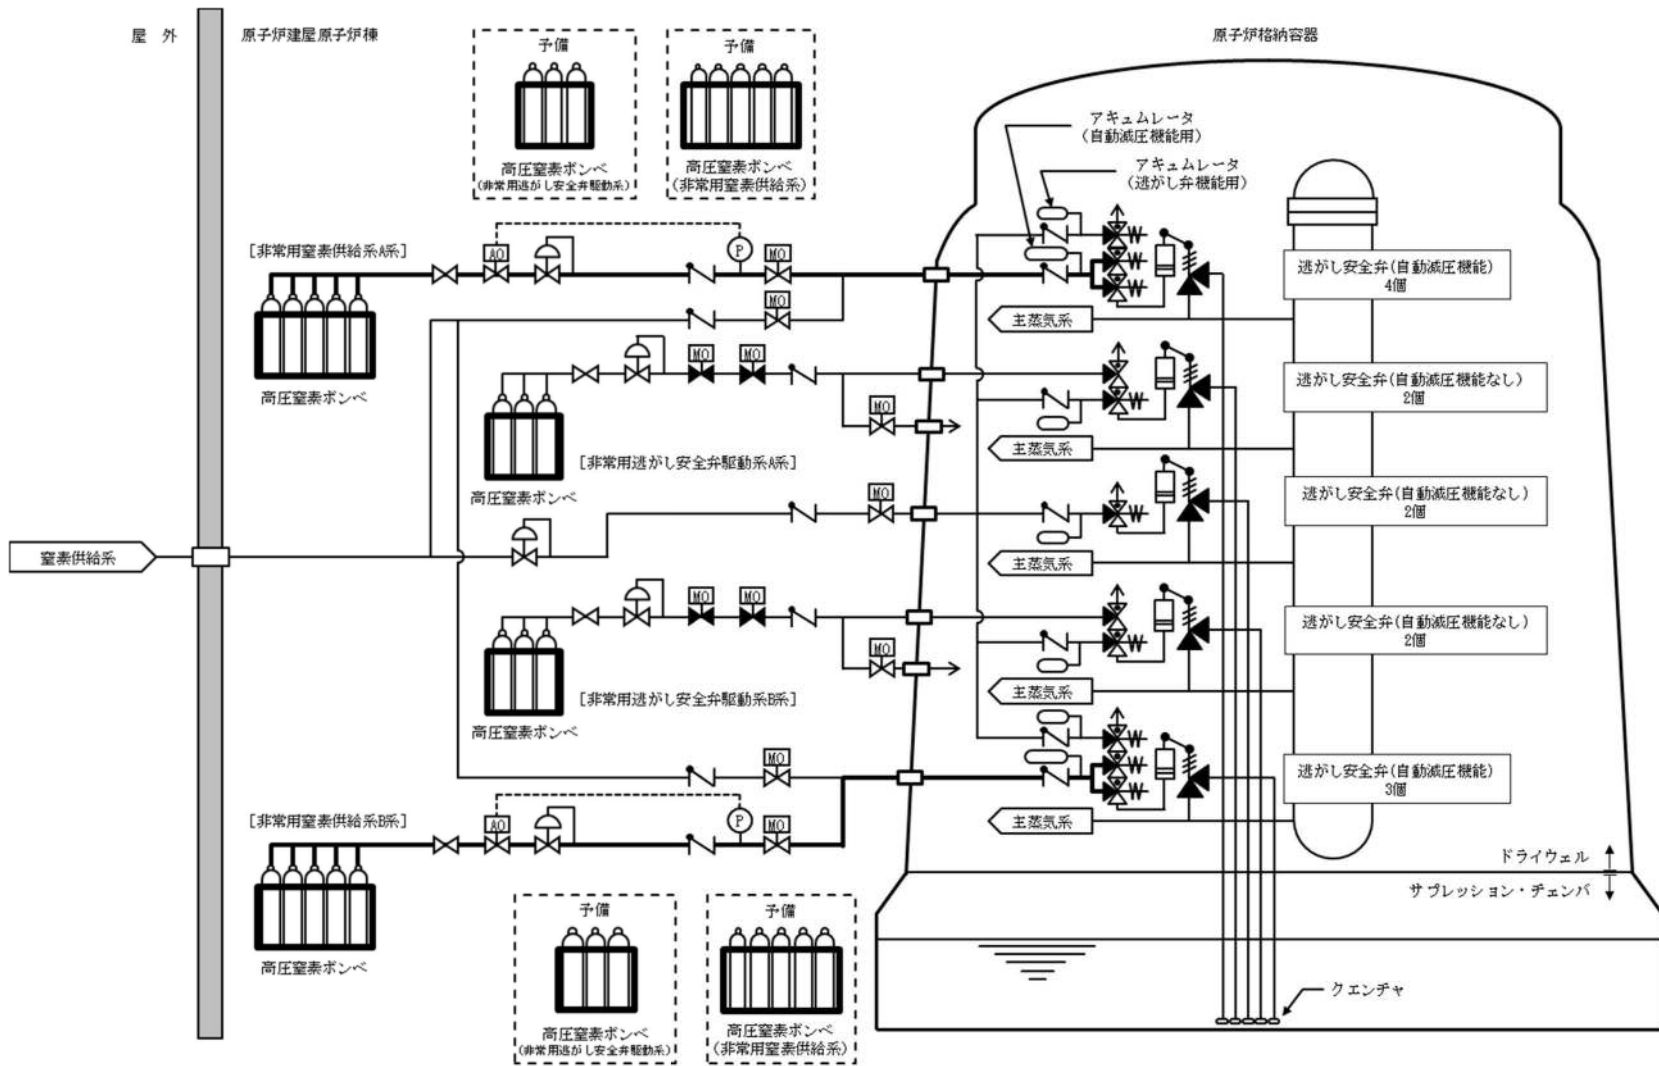 屋 外
原子炉建屋原子炉棟
原子炉格納容器
予備
高圧窒素ボンベ
(非常用逃がし安全弁駆動系)
予備
高圧窒素ボンベ
(非常用窒素供給系)
アキュムレータ
(自動減圧機能用)
アキュムレータ
(逃がし弁機能用)
[非常用窒素供給系A系]
AO
P
MO
高圧窒素ボンベ
MO
逃がし安全弁(自動減圧機能)
4個
主蒸気系
MO
MO
高圧窒素ボンベ
[非常用逃がし安全弁駆動系A系]
MO
逃がし安全弁(自動減圧機能なし)
2個
主蒸気系
窒素供給系
MO
逃がし安全弁(自動減圧機能なし)
2個
主蒸気系
MO
MO
高圧窒素ボンベ
[非常用逃がし安全弁駆動系B系]
MO
逃がし安全弁(自動減圧機能なし)
2個
主蒸気系
MO
逃がし安全弁(自動減圧機能)
3個
主蒸気系
[非常用窒素供給系B系]
AO
P
MO
高圧窒素ボンベ
ドライウェル
サプレッション・チェンバ
予備
高圧窒素ボンベ
(非常用逃がし安全弁駆動系)
予備
高圧窒素ボンベ
(非常用窒素供給系)
クエンチャ